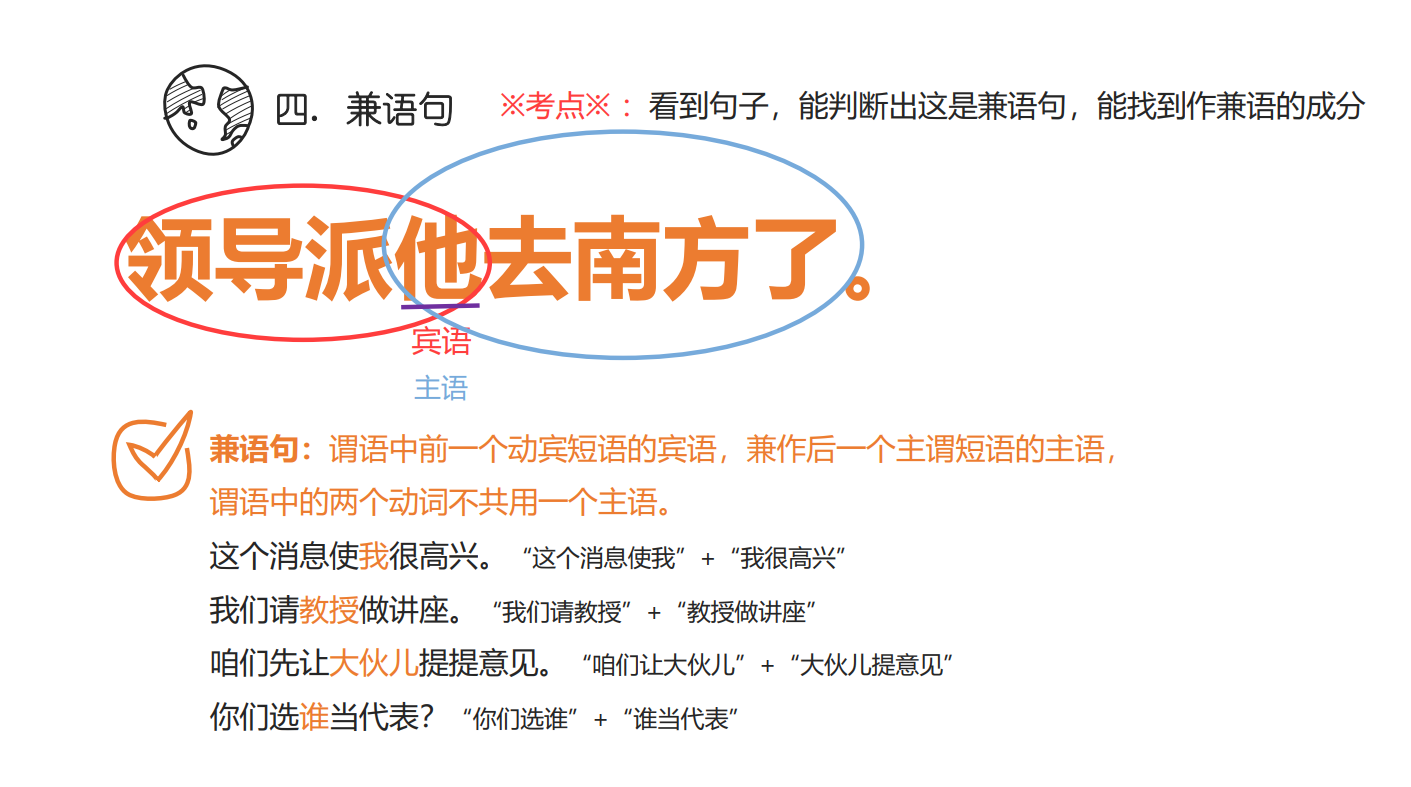 四．兼语句 ※考点※：看到句子，能判断出这是兼语句，能找到作兼语的成分
领导派他去南方了。
宾语
主语
兼语句：谓语中前一个动宾短语的宾语，兼作后一个主谓短语的主语，
谓语中的两个动词不共用一个主语。
这个消息使我很高兴。 “这个消息使我”+“我很高兴”
我们请教授做讲座。 “我们请教授”+“教授做讲座”
咱们先让大伙儿提提意见。 “咱们让大伙儿”+“大伙儿提意见”
你们选谁当代表？ “你们选谁”+“谁当代表”